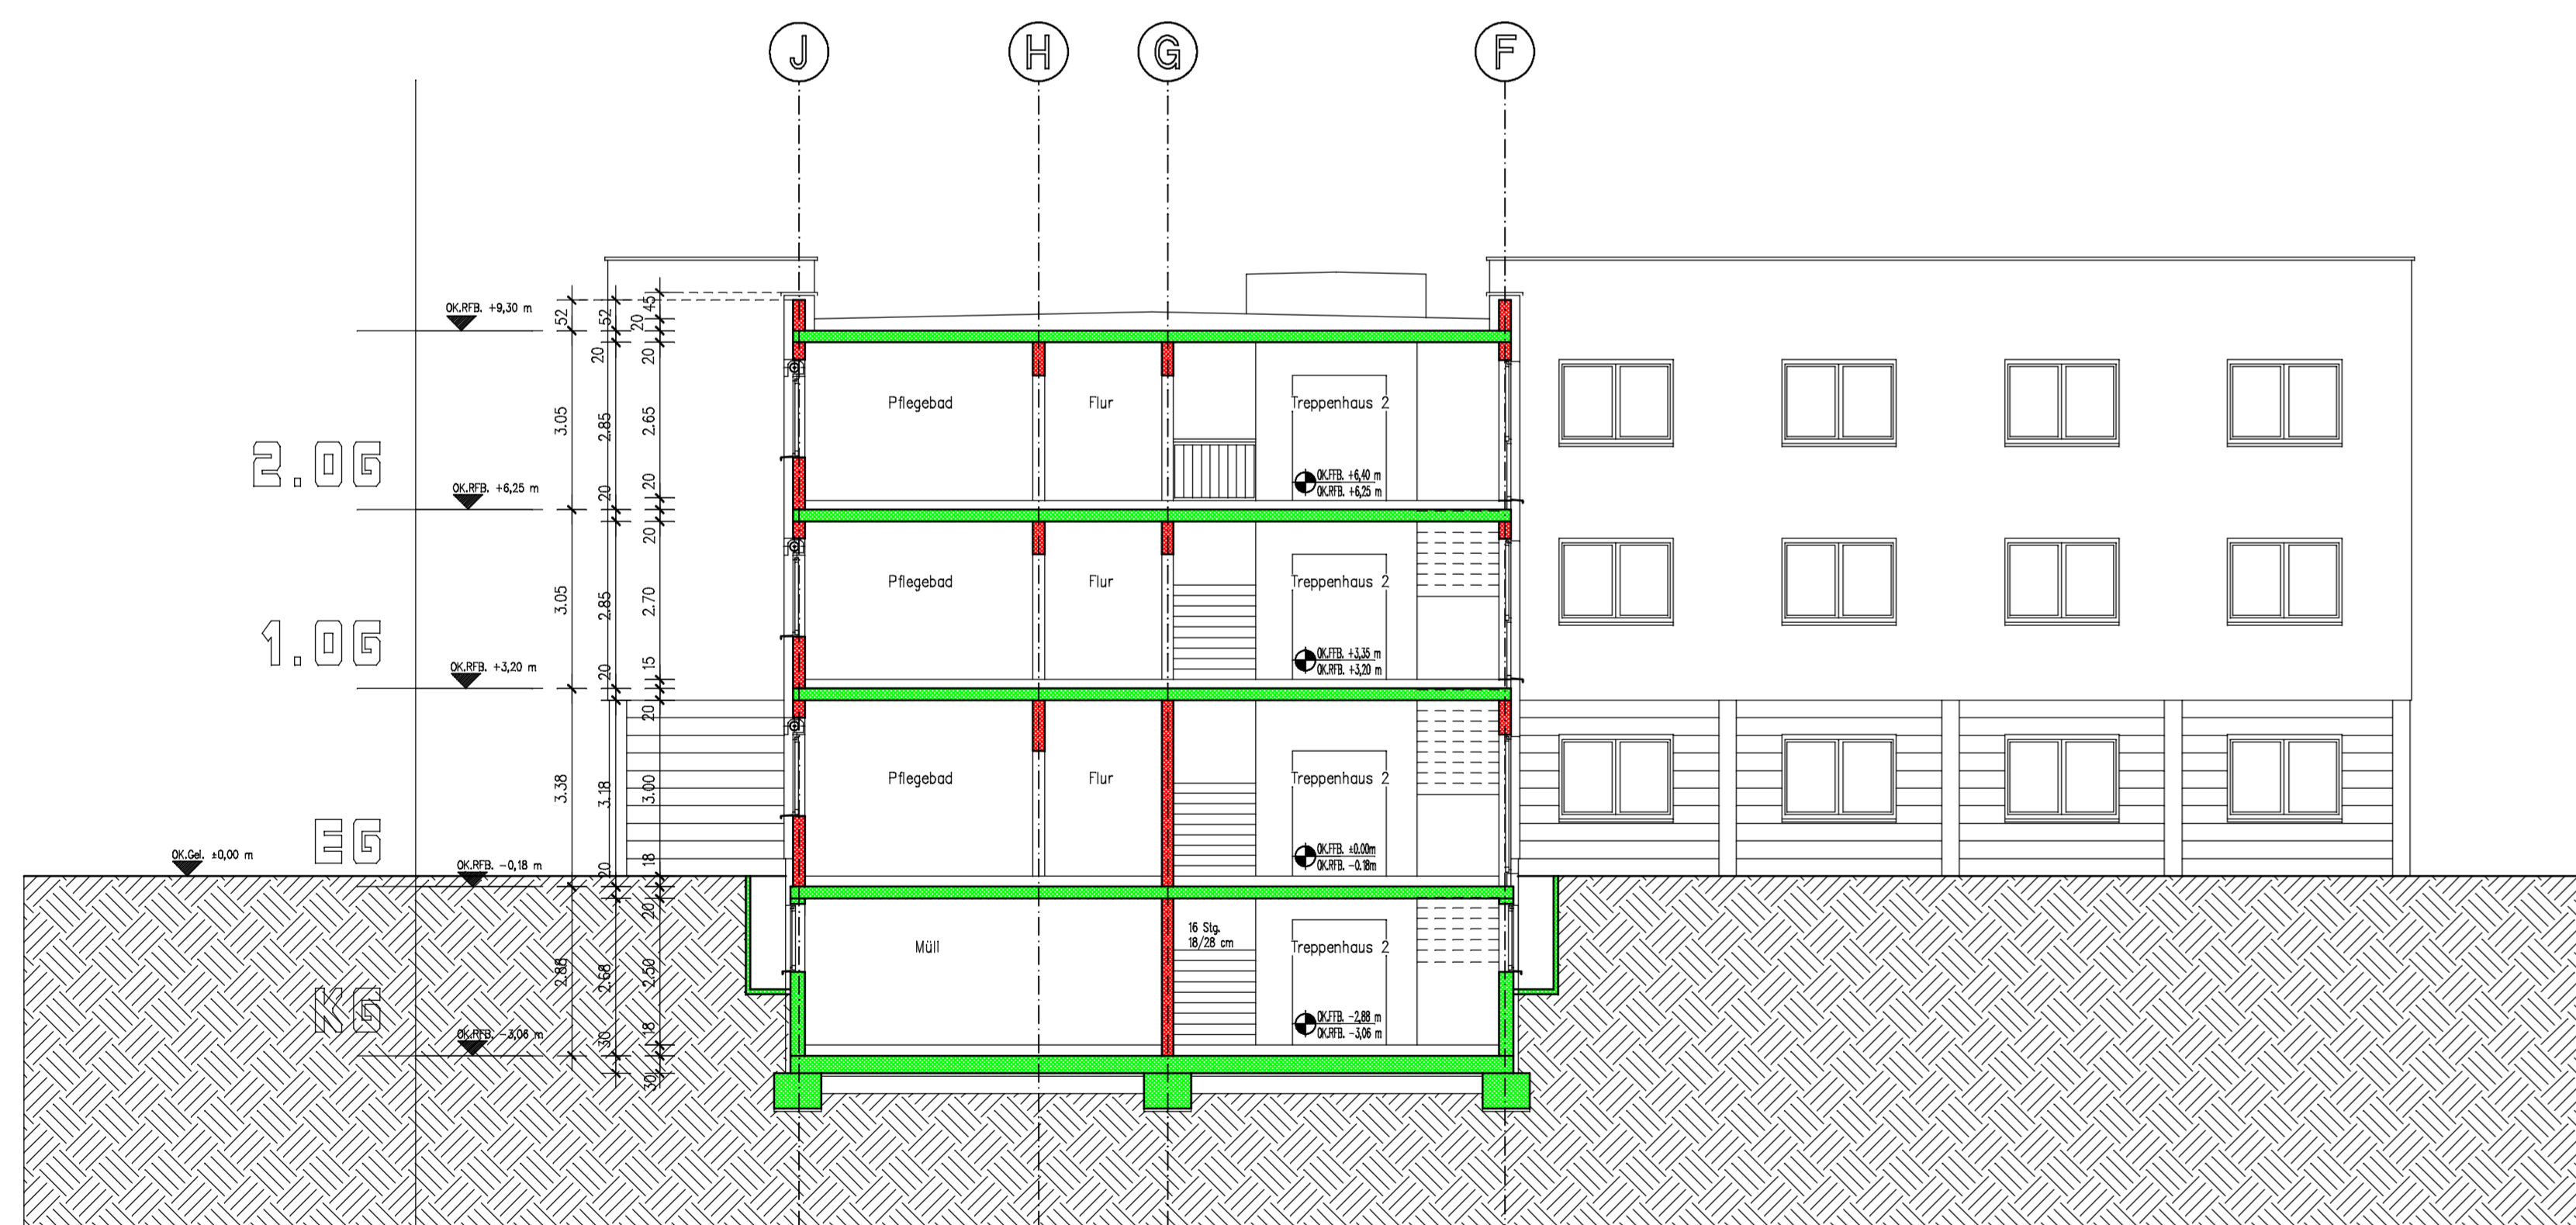 J H G F
OK.RFB. +9,30 m
52 52 20 45
20 20
Pflegebad Flur Treppenhaus 2
3.05 2.85 2.65
2.OG
OK.FFB. +6,40 m
OK.RFB. +6,25 m
OK.RFB. +6,25 m
20 20
20
Pflegebad Flur Treppenhaus 2
3.05 2.85 2.70
1.OG
OK.FFB. +3,35 m
OK.RFB. +3,20 m
OK.RFB. +3,20 m
20 15
20
Pflegebad Flur Treppenhaus 2
3.38 3.18 3.00
EG
OK.Gel. ±0,00 m
OK.FFB. ±0.00m
OK.RFB. -0.18m
OK.RFB. -0,18 m
20 18
20
16 Stg.
18/28 cm
Müll Treppenhaus 2
2.88 2.68 2.50
KG
OK.FFB. -2,88 m
OK.RFB. -3,06 m
OK.RFB. -3,06 m
30 18
30